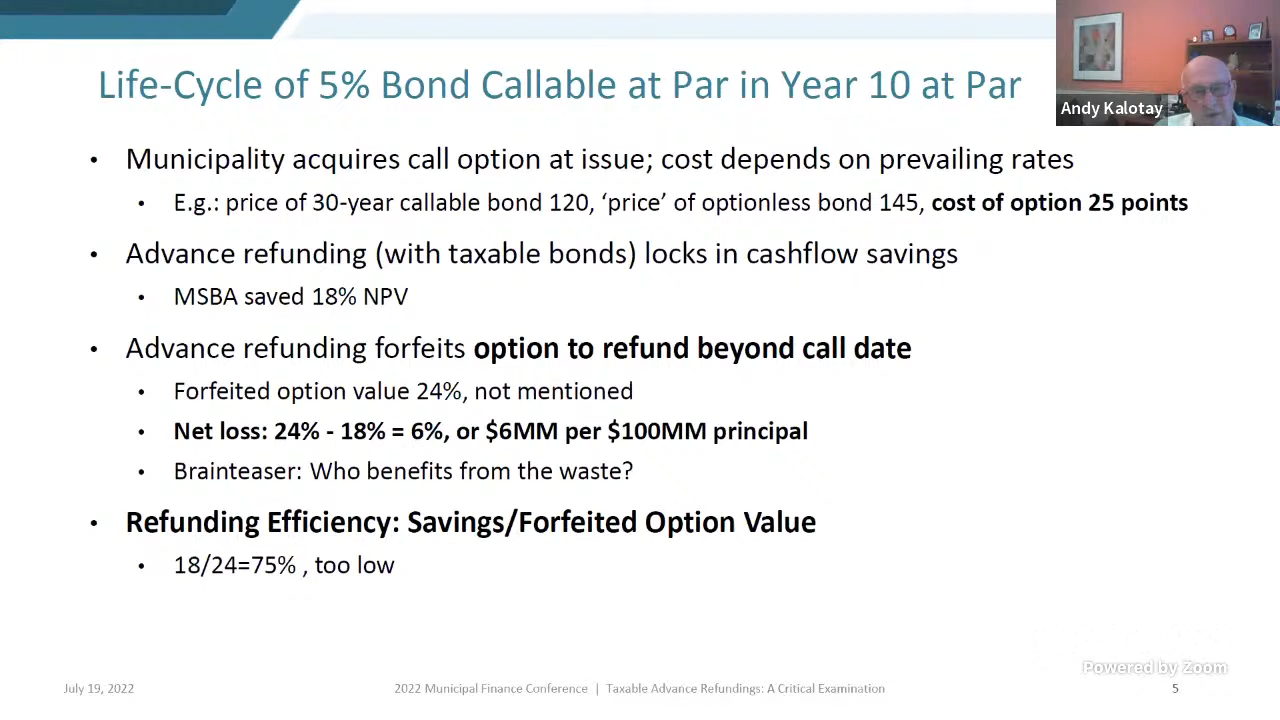 Life-Cycle of 5% Bond Callable at Par in Year 10 at Par
Andy Kalotay
• Municipality acquires call option at issue; cost depends on prevailing rates
• E.g.: price of 30-year callable bond 120, ‘price’ of optionless bond 145, cost of option 25 points
• Advance refunding (with taxable bonds) locks in cashflow savings
• MSBA saved 18% NPV
• Advance refunding forfeits option to refund beyond call date
• Forfeited option value 24%, not mentioned
• Net loss: 24% - 18% = 6%, or $6MM per $100MM principal
• Brainteaser: Who benefits from the waste?
• Refunding Efficiency: Savings/Forfeited Option Value
• 18/24=75% , too low
Powered by Zoom
July 19, 2022
2022 Municipal Finance Conference | Taxable Advance Refundings: A Critical Examination
5